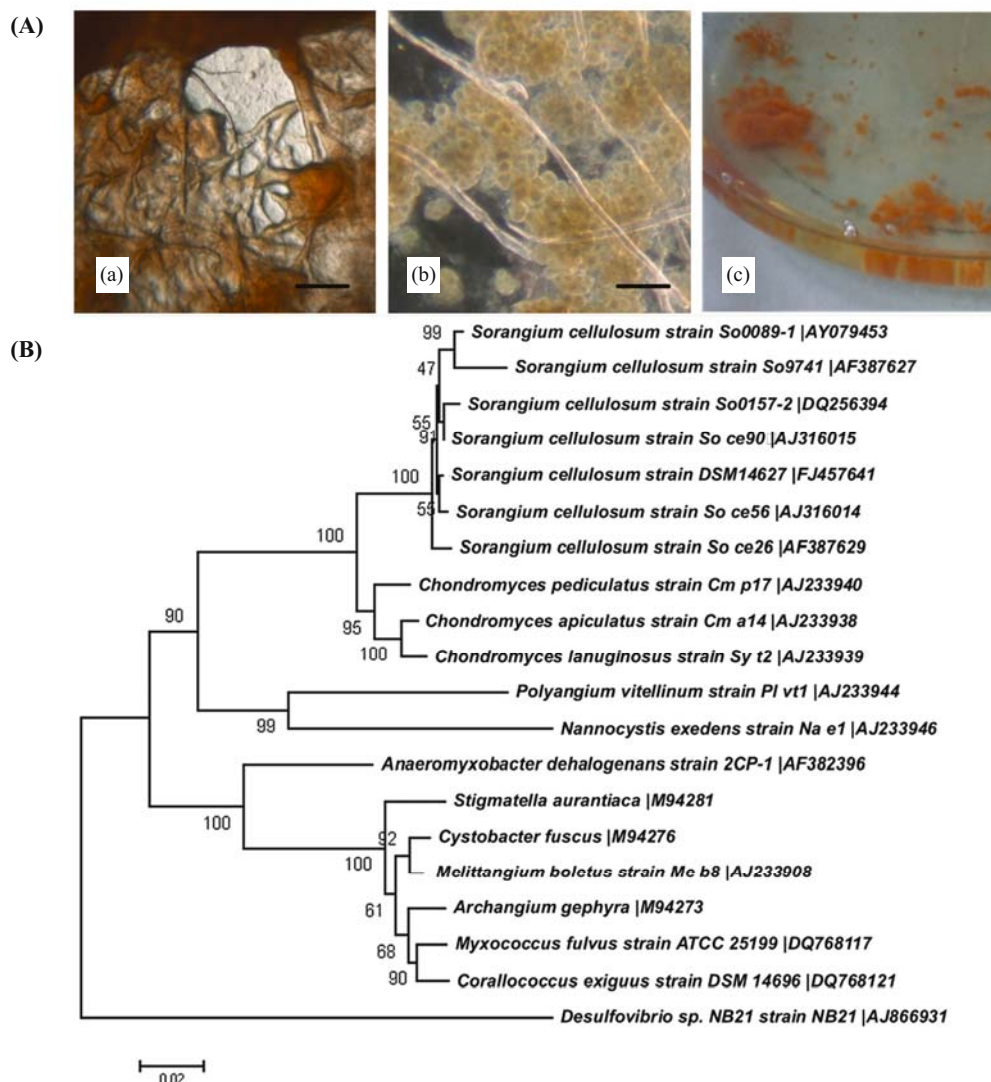 (A)
(a)
(b)
(c)
(B)
99
Sorangium cellulosum strain So0089-1 |AY079453
47
Sorangium cellulosum strain So9741 |AF387627
Sorangium cellulosum strain So0157-2 |DQ256394
55
91
Sorangium cellulosum strain So ce90 |AJ316015
100
Sorangium cellulosum strain DSM14627 |FJ457641
55
Sorangium cellulosum strain So ce56 |AJ316014
100
Sorangium cellulosum strain So ce26 |AF387629
Chondromyces pediculatus strain Cm p17 |AJ233940
90
95
Chondromyces apiculatus strain Cm a14 |AJ233938
100
Chondromyces lanuginosus strain Sy t2 |AJ233939
Polyangium vitellinum strain Pl vt1 |AJ233944
99
Nannocystis exedens strain Na e1 |AJ233946
Anaeromyxobacter dehalogenans strain 2CP-1 |AF382396
100
Stigmatella aurantiaca |M94281
92
Cystobacter fuscus |M94276
100
Melittangium boletus strain Me b8 |AJ233908
61
Archangium gephyra |M94273
68
Myxococcus fulvus strain ATCC 25199 |DQ768117
90
Corallococcus exiguus strain DSM 14696 |DQ768121
Desulfovibrio sp. NB21 strain NB21 |AJ866931
0.02